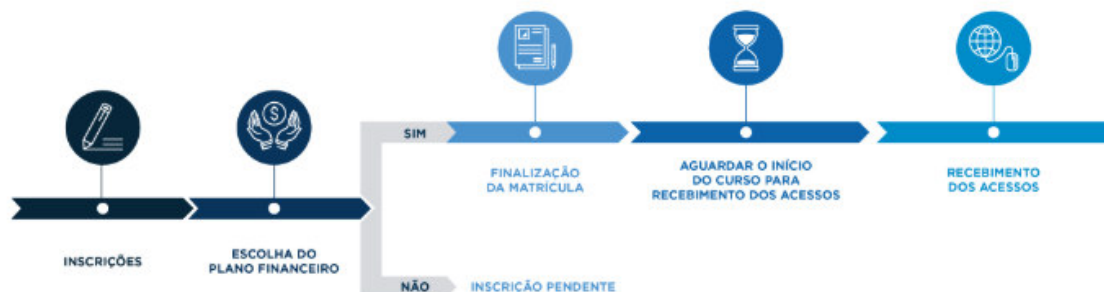 INSCRIÇÕES
ESCOLHA DO
PLANO FINANCEIRO
SIM
FINALIZAÇÃO
DA MATRÍCULA
AGUARDAR O INÍCIO
DO CURSO PARA
RECEBIMENTO DOS ACESSOS
RECEBIMENTO
DOS ACESSOS
NÃO
INSCRIÇÃO PENDENTE